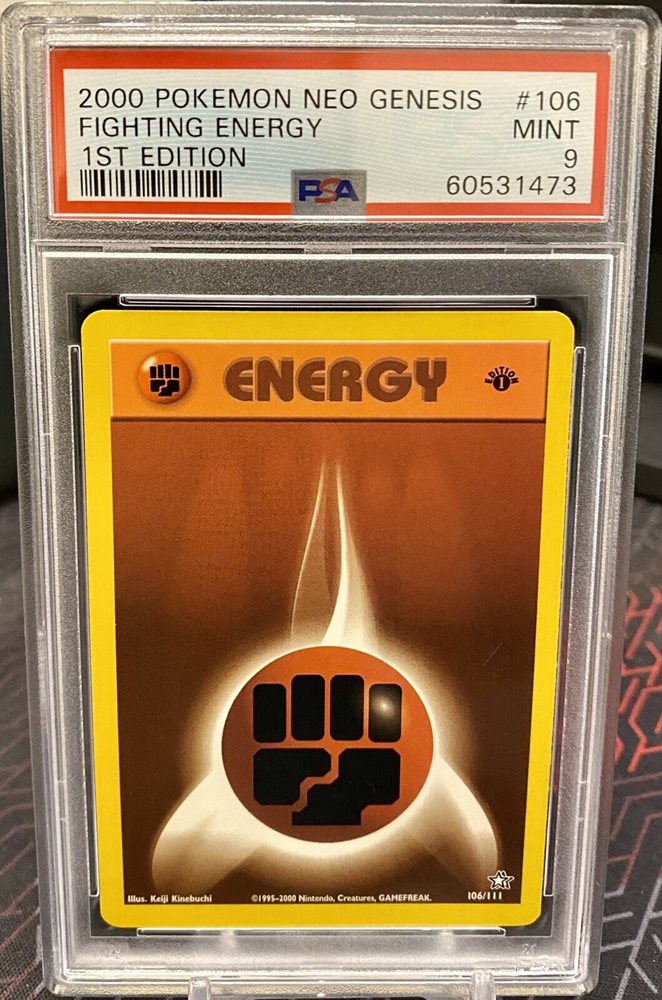 2000 POKEMON NEO GENESIS #106
FIGHTING ENERGY MINT
1ST EDITION 9
PSA 60531473
ENERGY
EDITION
1
Illus. Keiji Kinebuchi ©1995-2000 Nintendo, Creatures, GAMEFREAK. 106/111